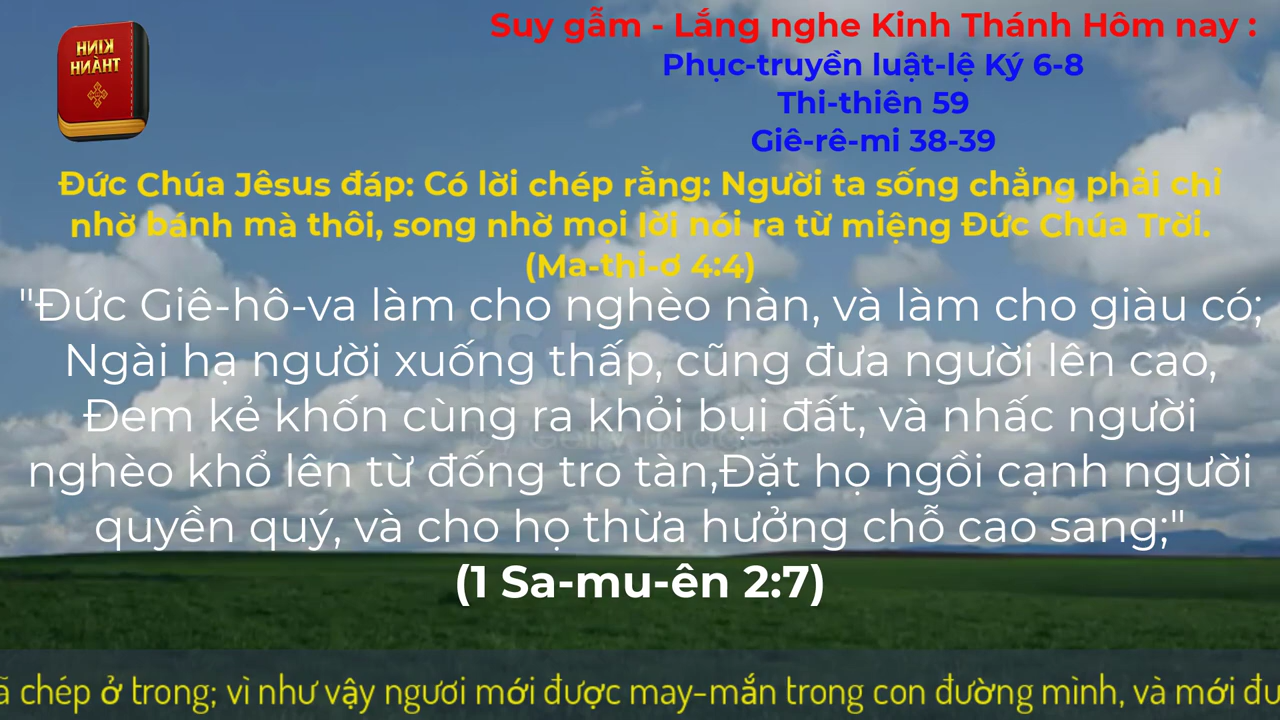 KINH
THÀNH
Suy gẫm - Lắng nghe Kinh Thánh Hôm nay :
Phục-truyền luật-lệ Ký 6-8
Thi-thiên 59
Giê-rê-mi 38-39
Đức Chúa Jêsus đáp: Có lời chép rằng: Người ta sống chẳng phải chỉ
nhờ bánh mà thôi, song nhờ mọi lời nói ra từ miệng Đức Chúa Trời.
(Ma-thi-ơ 4:4)
"Đức Giê-hô-va làm cho nghèo nàn, và làm cho giàu có;
Ngài hạ người xuống thấp, cũng đưa người lên cao,
Đem kẻ khốn cùng ra khỏi bụi đất, và nhấc người
nghèo khổ lên từ đống tro tàn,Đặt họ ngồi cạnh người
quyền quý, và cho họ thừa hưởng chỗ cao sang;"
(1 Sa-mu-ên 2:7)
chép ở trong; vì như vậy ngươi mới được may-mắn trong con đường mình, và mới